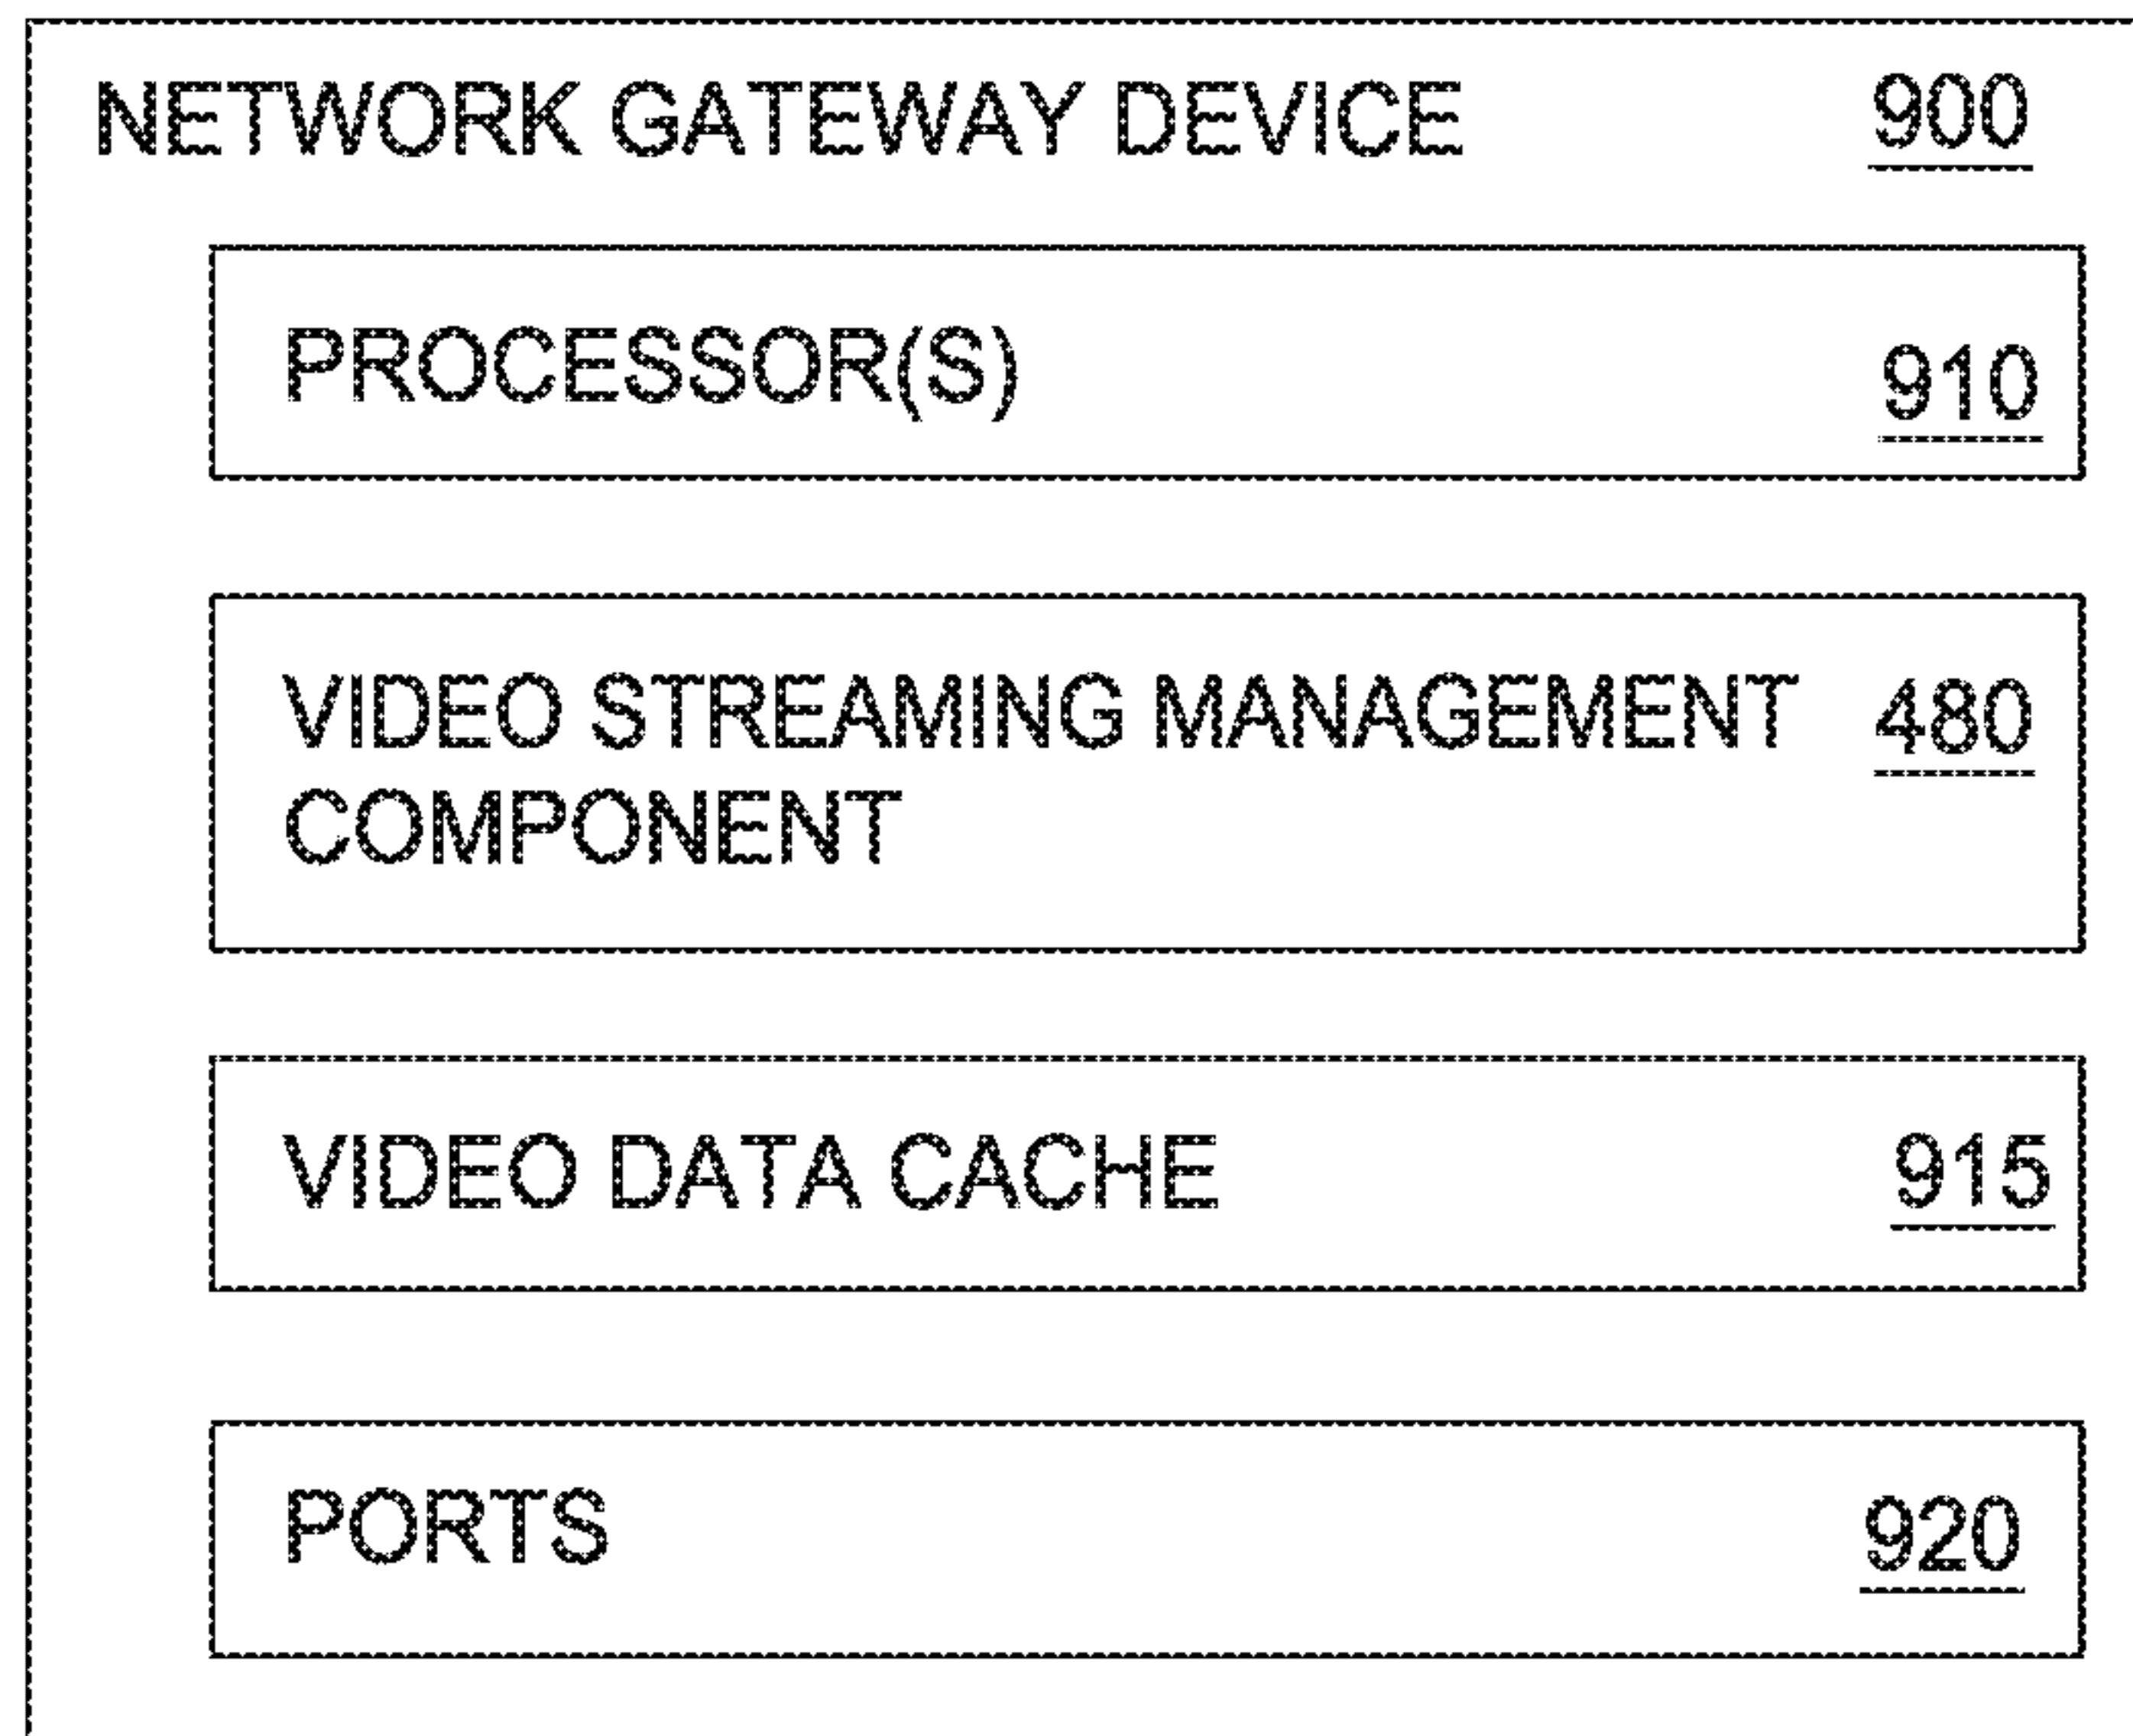 NETWORK GATEWAY DEVICE 900
PROCESSOR(S) 910
VIDEO STREAMING MANAGEMENT 480
COMPONENT
VIDEO DATA CACHE 915
PORTS 920